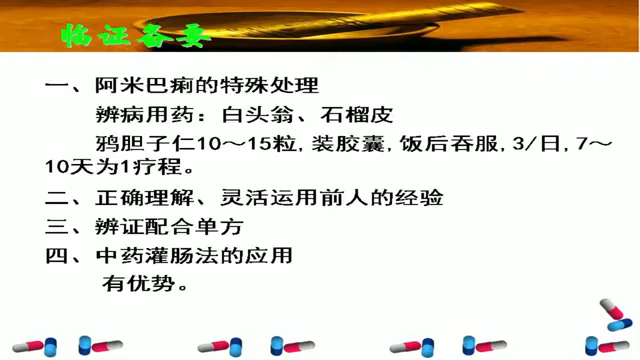 临证备要
一、阿米巴痢的特殊处理
辨病用药：白头翁、石榴皮
鸦胆子仁10～15粒,装胶囊,饭后吞服,3/日,7～
10天为1疗程。
二、正确理解、灵活运用前人的经验
三、辨证配合单方
四、中药灌肠法的应用
有优势。